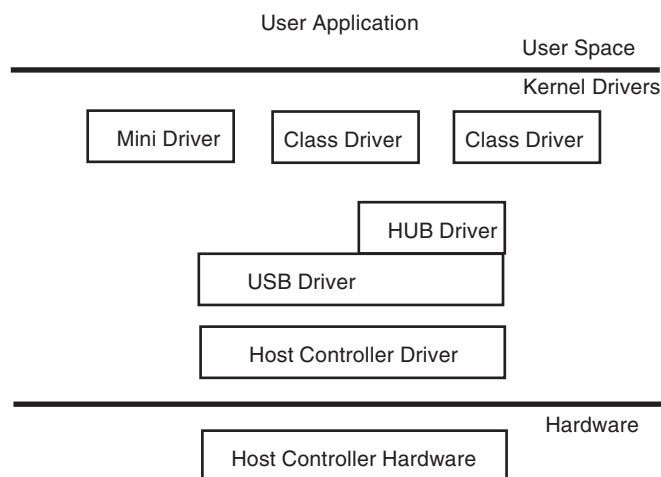 User Application
User Space
Kernel Drivers
Mini Driver
Class Driver
Class Driver
HUB Driver
USB Driver
Host Controller Driver
Hardware
Host Controller Hardware